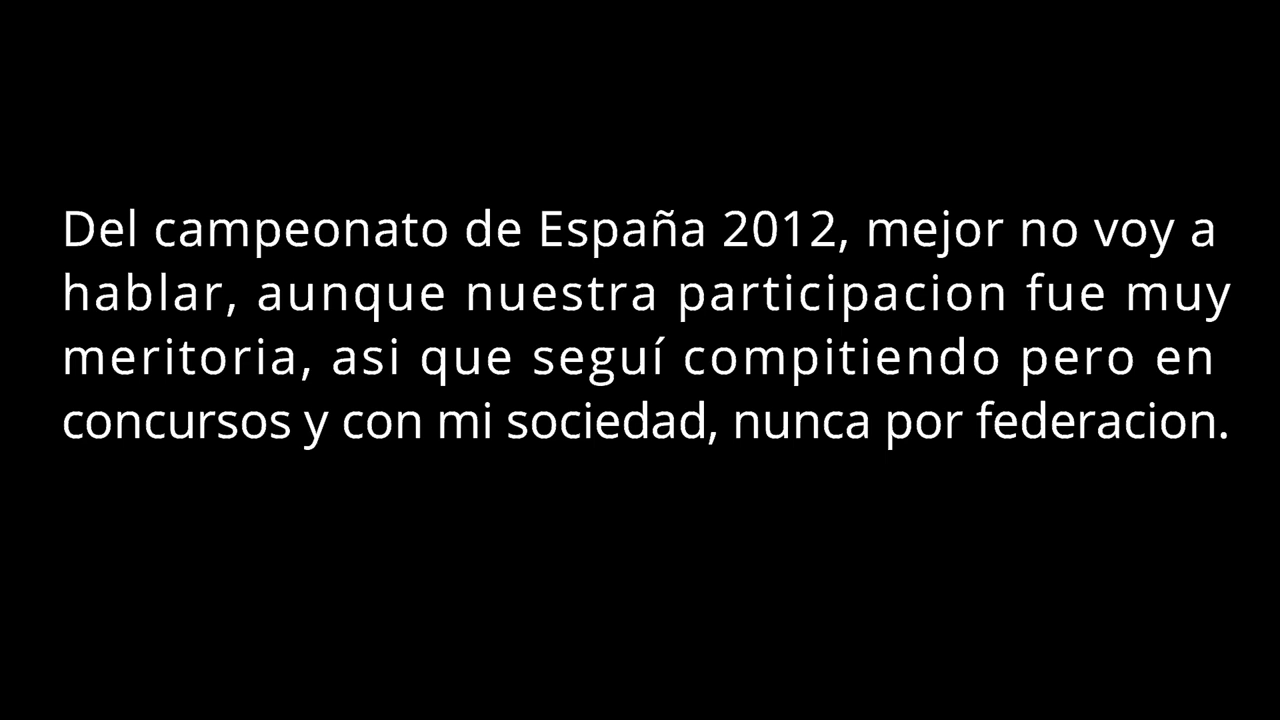 Del campeonato de España 2012, mejor no voy a
hablar, aunque nuestra participacion fue muy
meritoria, asi que seguí compitiendo pero en
concursos y con mi sociedad, nunca por federacion.